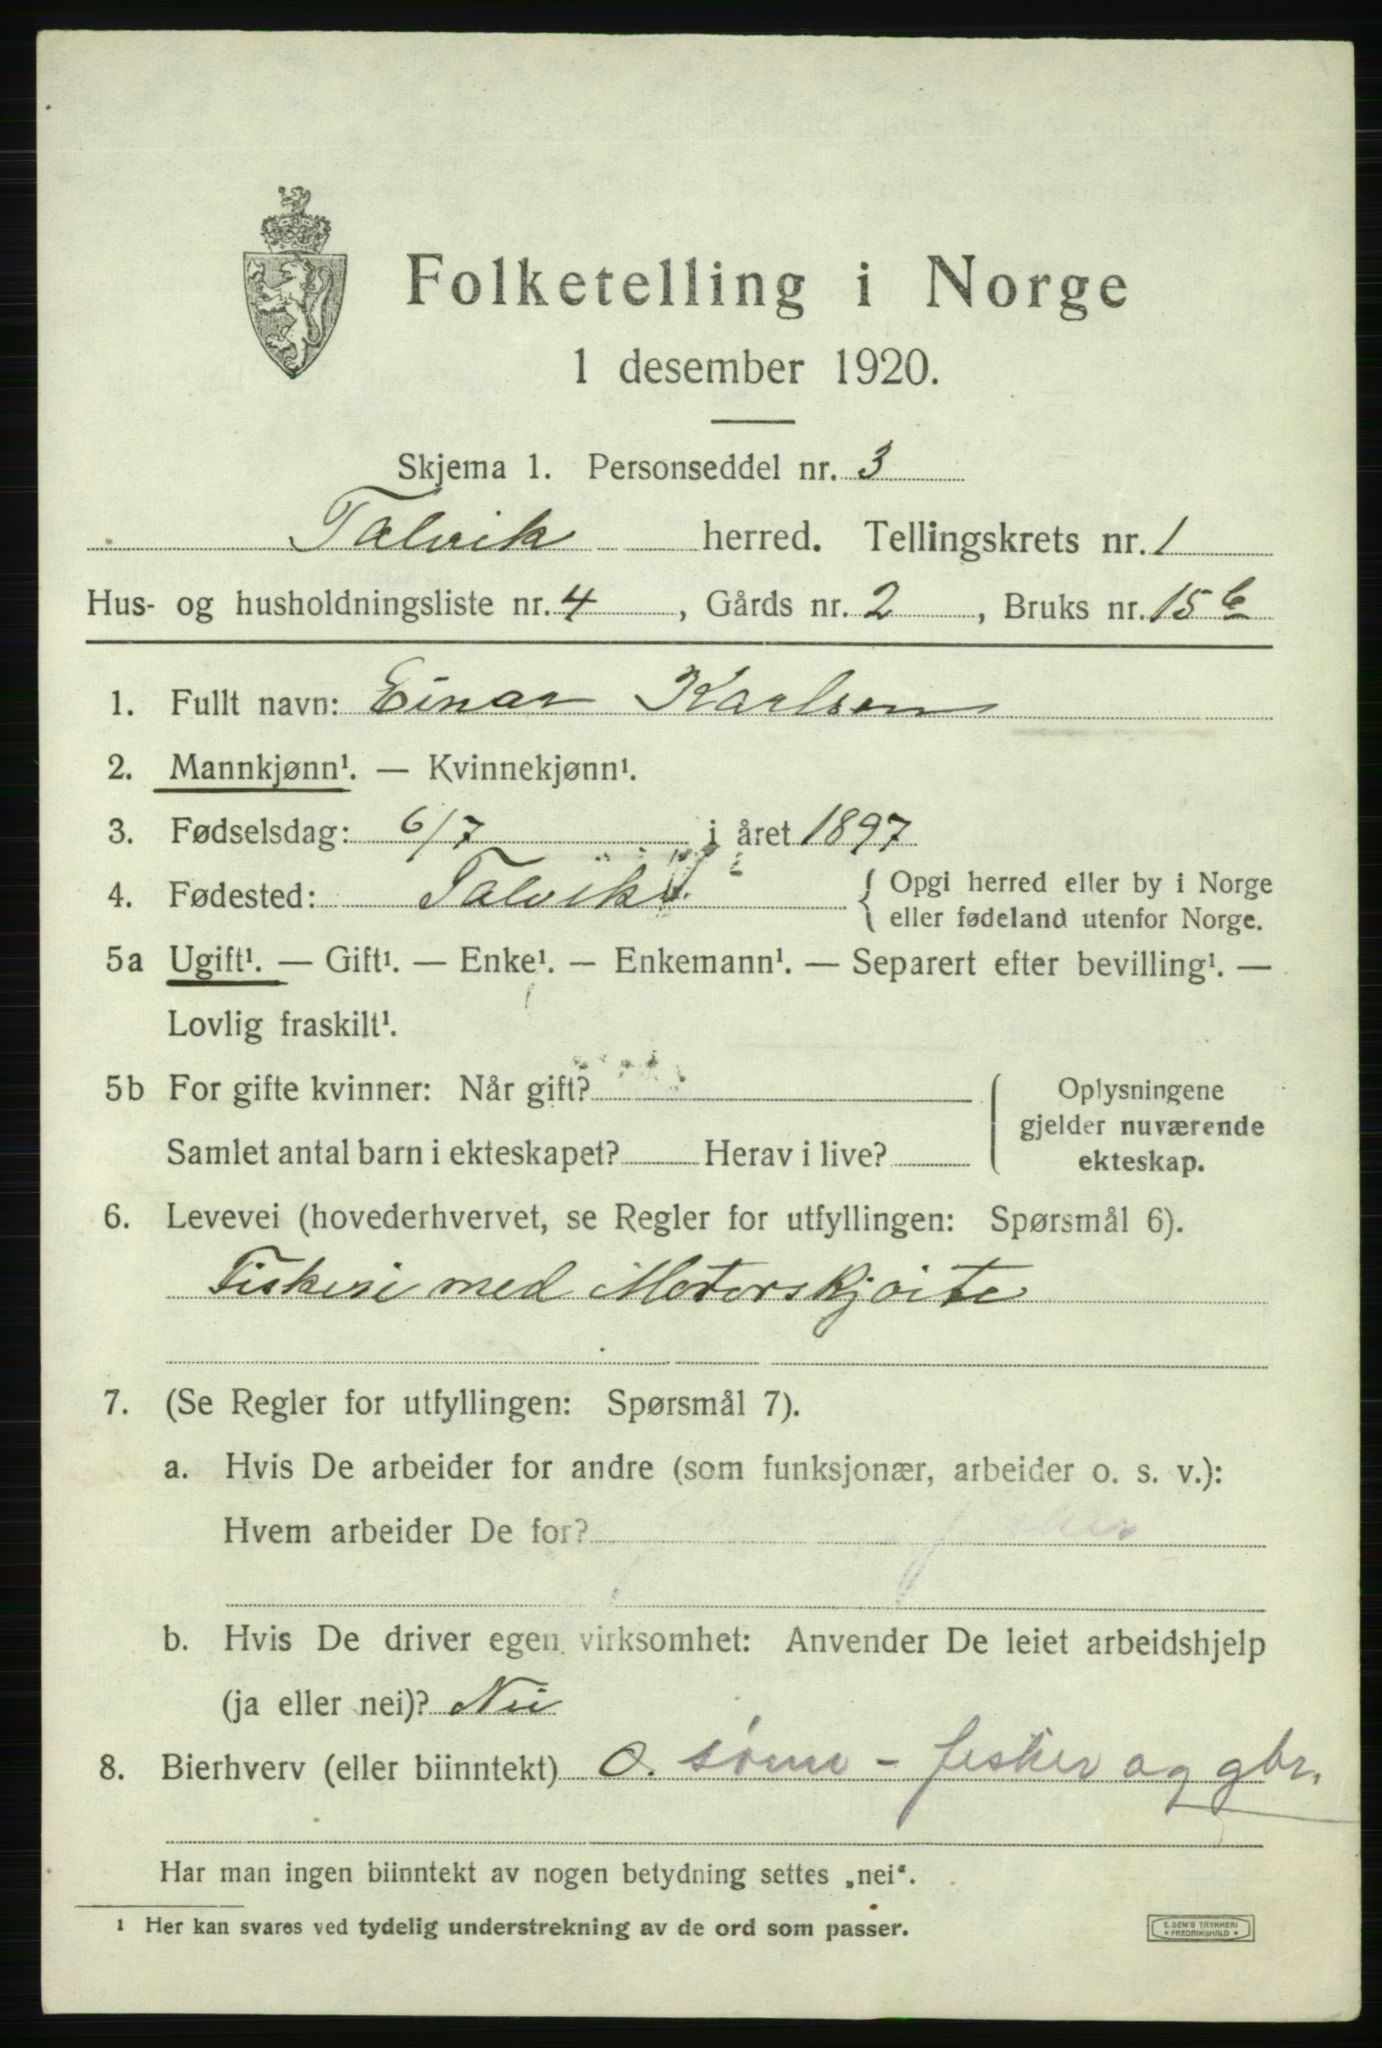 Folketelling i Norge
1 desember 1920.
Skjema 1. Personseddel nr. 3
Talvik herred. Tellingskrets nr. 1
Hus- og husholdningsliste nr. 4, Gårds nr. 2, Bruks nr. 15 b
1. Fullt navn: Einar Karlsen
2. Mannkjønn¹. — Kvinnekjønn¹.
3. Fødselsdag: 6/7 i året 1897
4. Fødested: Talvik { Opgi herred eller by i Norge
eller fødeland utenfor Norge.
5a Ugift¹. — Gift¹. — Enke¹. — Enkemann¹. — Separert efter bevilling¹. —
Lovlig fraskilt¹.
5b For gifte kvinner: Når gift?
Samlet antal barn i ekteskapet? Herav i live?
Oplysningene
gjelder nuværende
ekteskap.
6. Levevei (hovederhvervet, se Regler for utfyllingen: Spørsmål 6).
Fiskeri med Motorskjøite
7. (Se Regler for utfyllingen: Spørsmål 7).
a. Hvis De arbeider for andre (som funksjonær, arbeider o. s. v.):
Hvem arbeider De for?
b. Hvis De driver egen virksomhet: Anvender De leiet arbeidshjelp
(ja eller nei)? Nei
8. Bierhverv (eller biinntekt) O. - fisker og gbr.
Har man ingen biinntekt av nogen betydning settes „nei“.
¹ Her kan svares ved tydelig understrekning av de ord som passer.
E. SEM'S TRYKKERI
* FREDRIKSHALD *